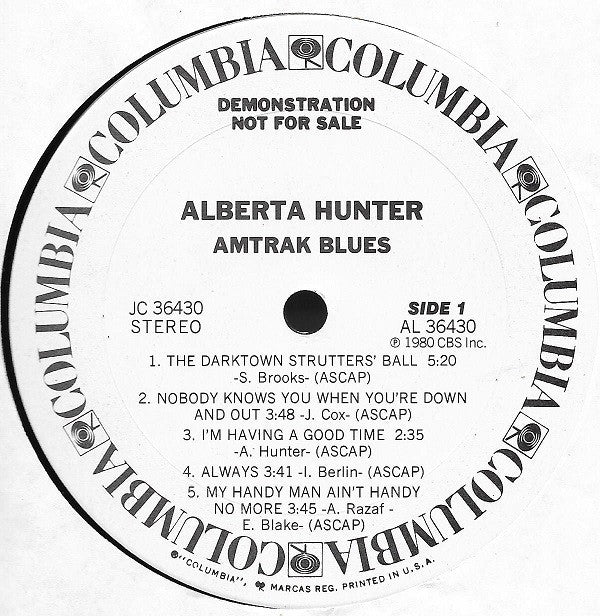 COLUMBIA COLUMBIA COLUMBIA COLUMBIA COLUMBIA COLUMBIA COLUMBIA
DEMONSTRATION
NOT FOR SALE
ALBERTA HUNTER
AMTRAK BLUES
JC 36430
STEREO
SIDE 1
AL 36430
℗ 1980 CBS Inc.
1. THE DARKTOWN STRUTTERS' BALL 5:20
-S. Brooks- (ASCAP)
2. NOBODY KNOWS YOU WHEN YOU'RE DOWN
AND OUT 3:48 -J. Cox- (ASCAP)
3. I'M HAVING A GOOD TIME 2:35
-A. Hunter- (ASCAP)
4. ALWAYS 3:41 -I. Berlin- (ASCAP)
5. MY HANDY MAN AIN'T HANDY
NO MORE 3:45 -A. Razaf -
E. Blake- (ASCAP)
®"COLUMBIA", MARCAS REG. PRINTED IN U.S.A.